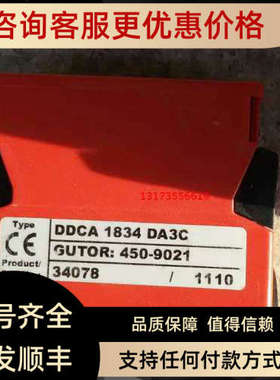 咨询客服更优惠价格
13173556619
Type
DDCA 1834 DA3C
CE
GUTOR: 450-9021
Product/
34078 / 1110
号齐全
品质保障 值得信赖
发顺丰
支持任何付款方式